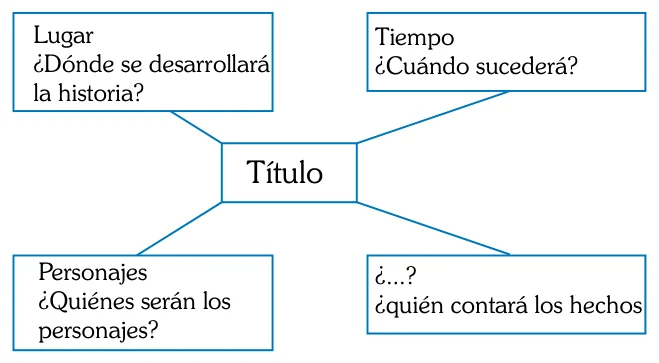 Lugar
¿Dónde se desarrollará
la historia?
Tiempo
¿Cuándo sucederá?
Título
Personajes
¿Quiénes serán los
personajes?
¿...?
¿quién contará los hechos